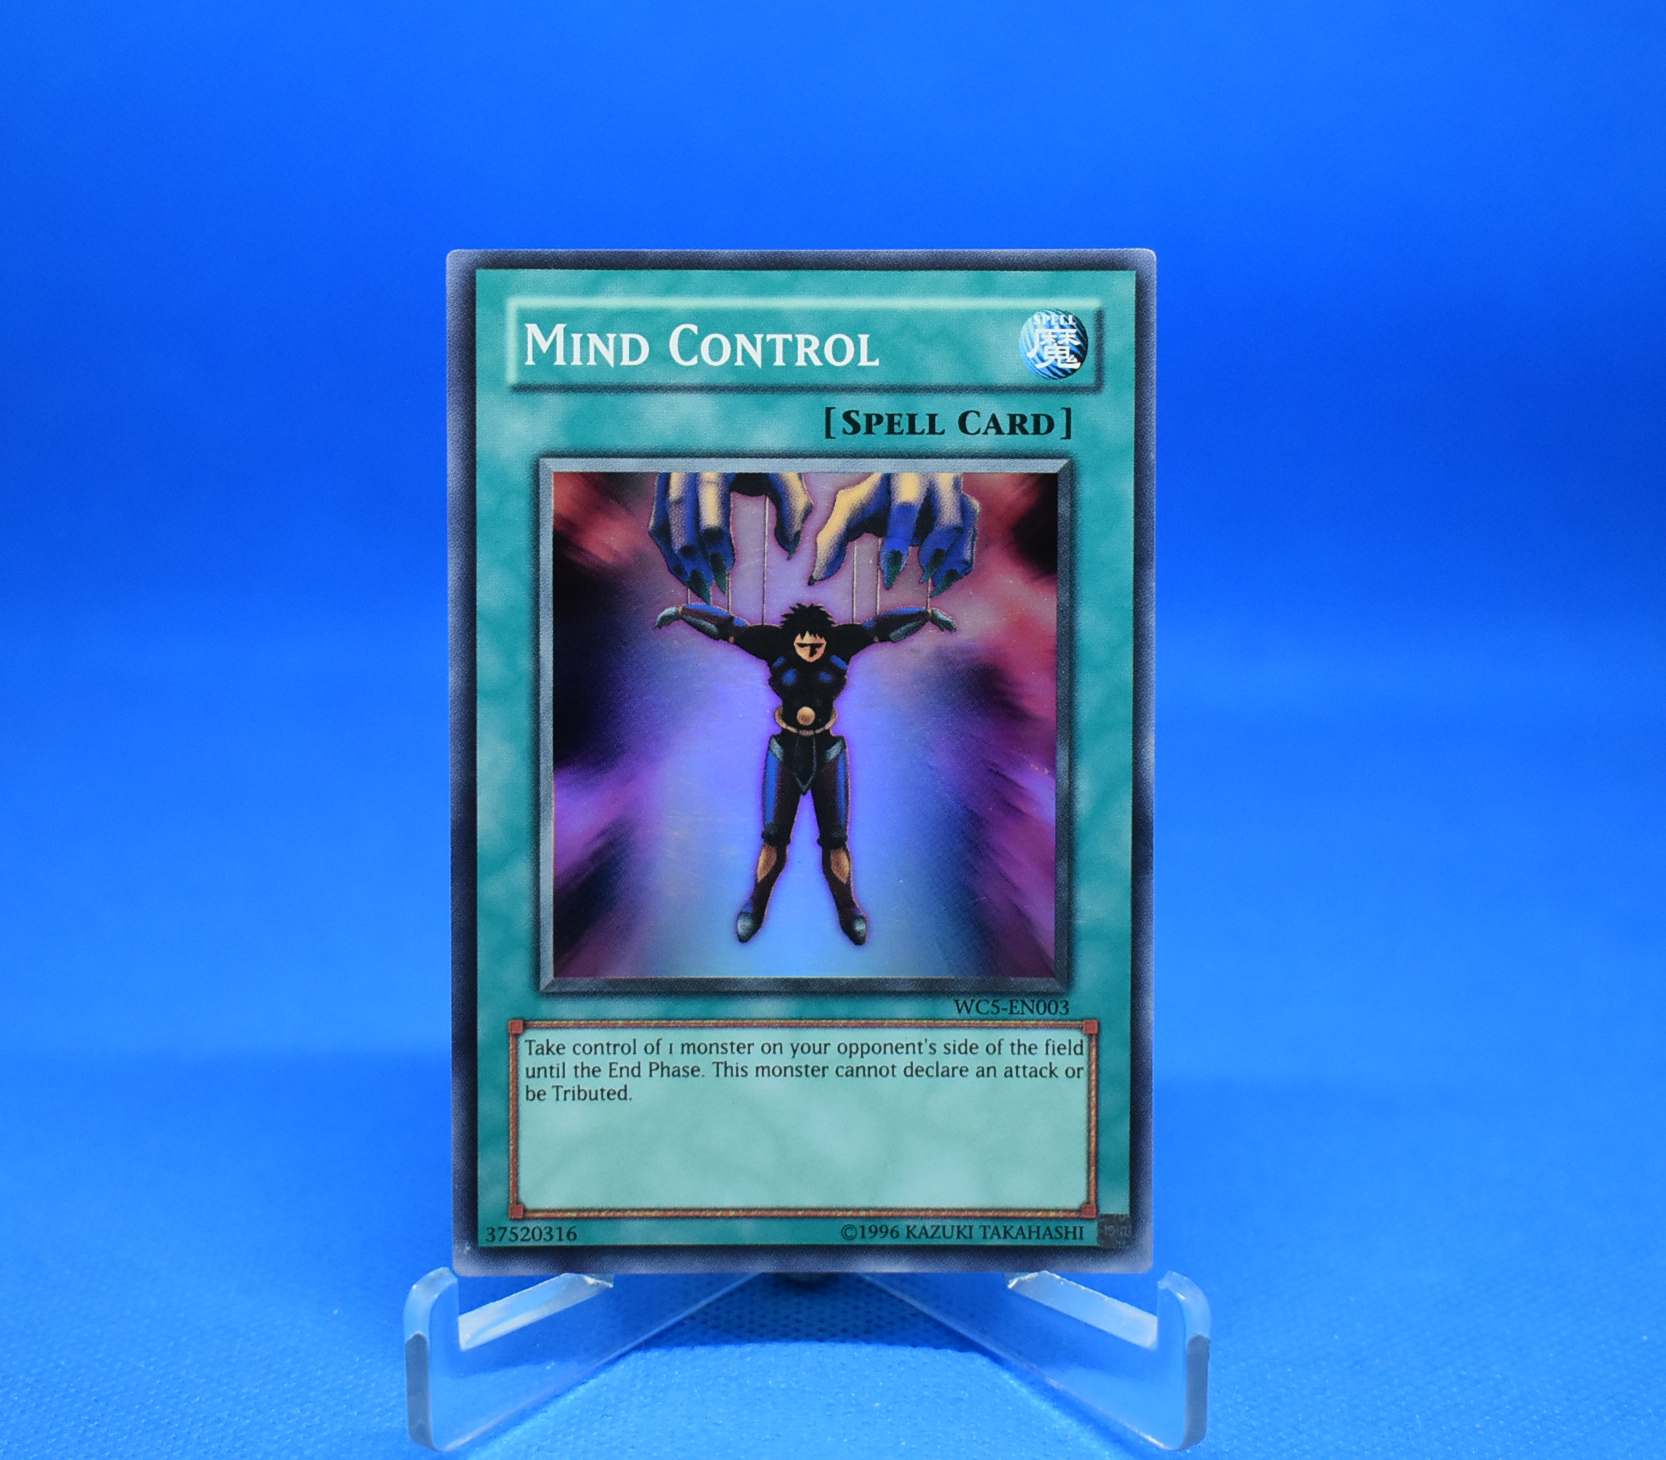 MIND CONTROL
SPELL
魔
[SPELL CARD]
WC5-EN003
Take control of 1 monster on your opponent's side of the field
until the End Phase. This monster cannot declare an attack or
be Tributed.
37520316
©1996 KAZUKI TAKAHASHI